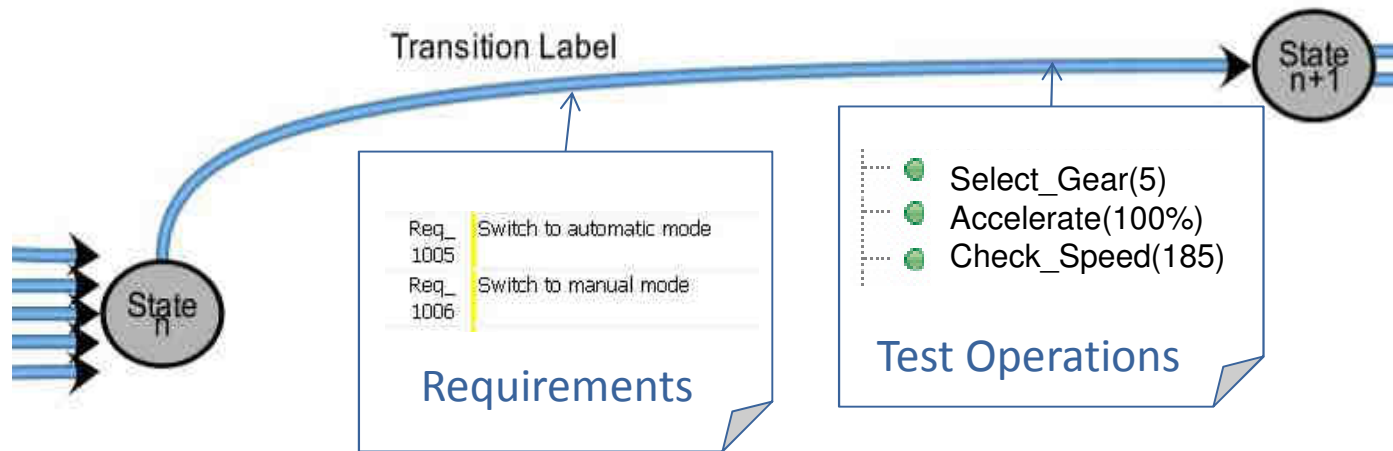 Transition Label
State
n+1
Select_Gear(5)
Accelerate(100%)
Check_Speed(185)
Test Operations
Req_
1005
Switch to automatic mode
Req_
1006
Switch to manual mode
Requirements
State
n